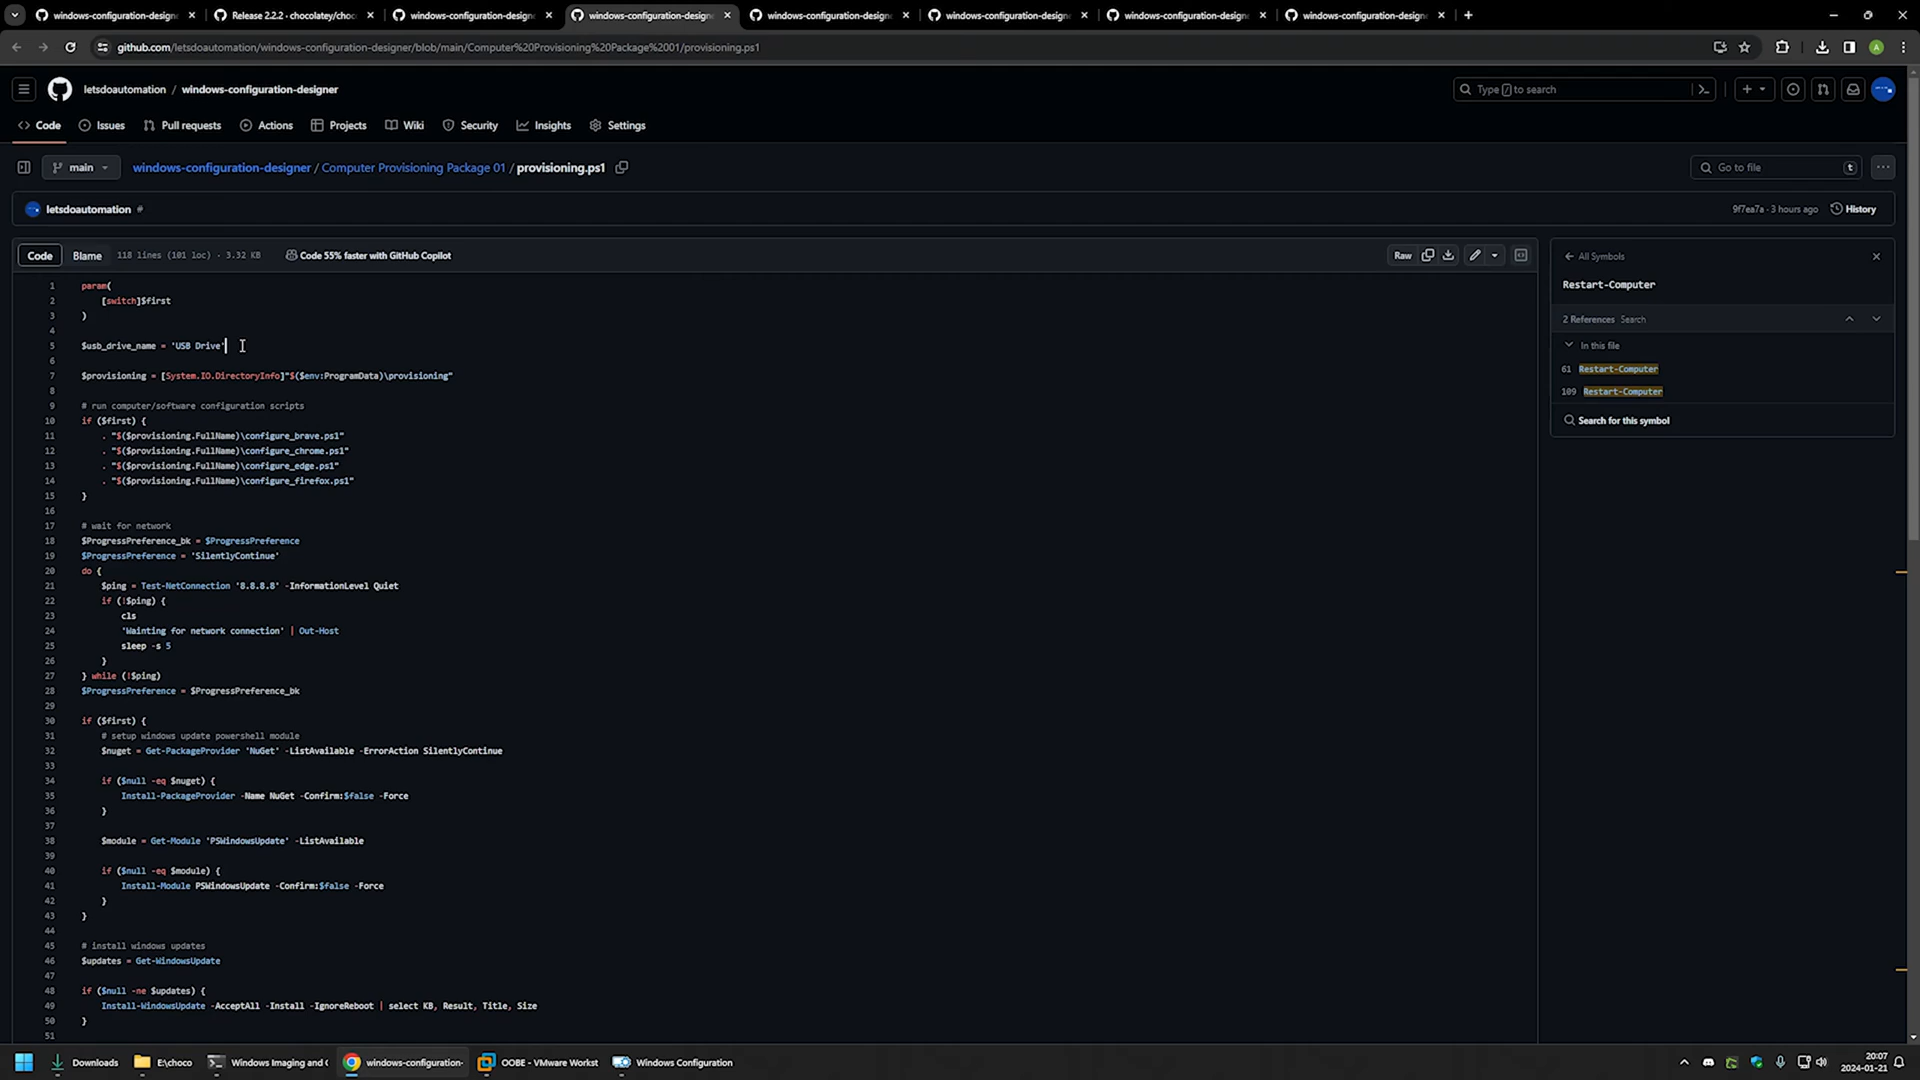 windows-configuration-design
Release 2.2.2 · chocolatey/choc
windows-configuration-designe
windows-configuration-designe
windows-configuration-designe
windows-configuration-designe
windows-configuration-designe
windows-configuration-designe
github.com/letsdoautomation/windows-configuration-designer/blob/main/Computer%20Provisioning%20Package%2001/provisioning.ps1
A
letsdoautomation / windows-configuration-designer
Type / to search
Code Issues Pull requests Actions Projects Wiki Security Insights Settings
main windows-configuration-designer / Computer Provisioning Package 01 / provisioning.ps1
Go to file t
letsdoautomation #
9f7ea7a · 3 hours ago History
Code Blame 118 lines (101 loc) · 3.32 KB Code 55% faster with GitHub Copilot Raw
1 param(
2 [switch]$first
3 )
4
5 $usb_drive_name = 'USB Drive'
6
7 $provisioning = [System.IO.DirectoryInfo]"$($env:ProgramData)\provisioning"
8
9 # run computer/software configuration scripts
10 if ($first) {
11 . "$($provisioning.FullName)\configure_brave.ps1"
12 . "$($provisioning.FullName)\configure_chrome.ps1"
13 . "$($provisioning.FullName)\configure_edge.ps1"
14 . "$($provisioning.FullName)\configure_firefox.ps1"
15 }
16
17 # wait for network
18 $ProgressPreference_bk = $ProgressPreference
19 $ProgressPreference = 'SilentlyContinue'
20 do {
21 $ping = Test-NetConnection '8.8.8.8' -InformationLevel Quiet
22 if (!$ping) {
23 cls
24 'Wainting for network connection' | Out-Host
25 sleep -s 5
26 }
27 } while (!$ping)
28 $ProgressPreference = $ProgressPreference_bk
29
30 if ($first) {
31 # setup windows update powershell module
32 $nuget = Get-PackageProvider 'NuGet' -ListAvailable -ErrorAction SilentlyContinue
33
34 if ($null -eq $nuget) {
35 Install-PackageProvider -Name NuGet -Confirm:$false -Force
36 }
37
38 $module = Get-Module 'PSWindowsUpdate' -ListAvailable
39
40 if ($null -eq $module) {
41 Install-Module PSWindowsUpdate -Confirm:$false -Force
42 }
43 }
44
45 # install windows updates
46 $updates = Get-WindowsUpdate
47
48 if ($null -ne $updates) {
49 Install-WindowsUpdate -AcceptAll -Install -IgnoreReboot | select KB, Result, Title, Size
50 }
51
All Symbols
Restart-Computer
2 References Search
In this file
61 Restart-Computer
109 Restart-Computer
Search for this symbol
Downloads
E:\choco
Windows Imaging and C
windows-configuration-
OOBE - VMware Workst
Windows Configuration
20:07
2024-01-21